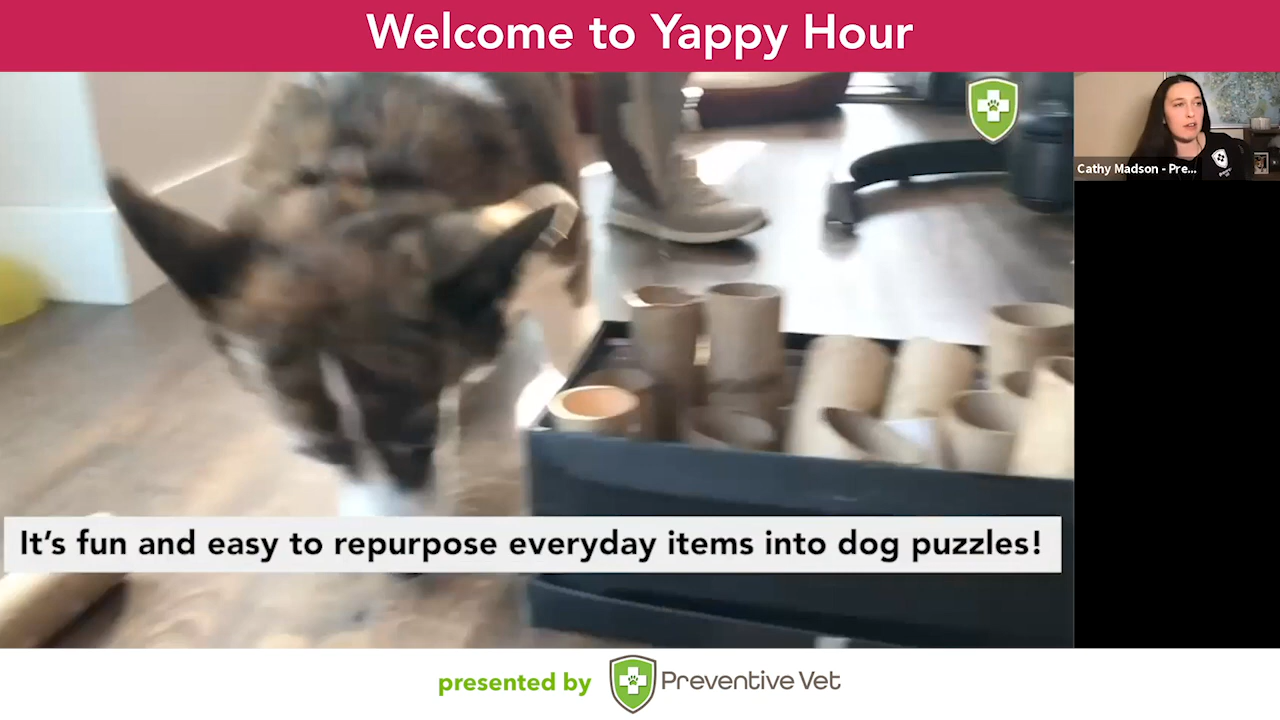 Welcome to Yappy Hour
Cathy Madson - Pre...
It's fun and easy to repurpose everyday items into dog puzzles!
presented by Preventive Vet